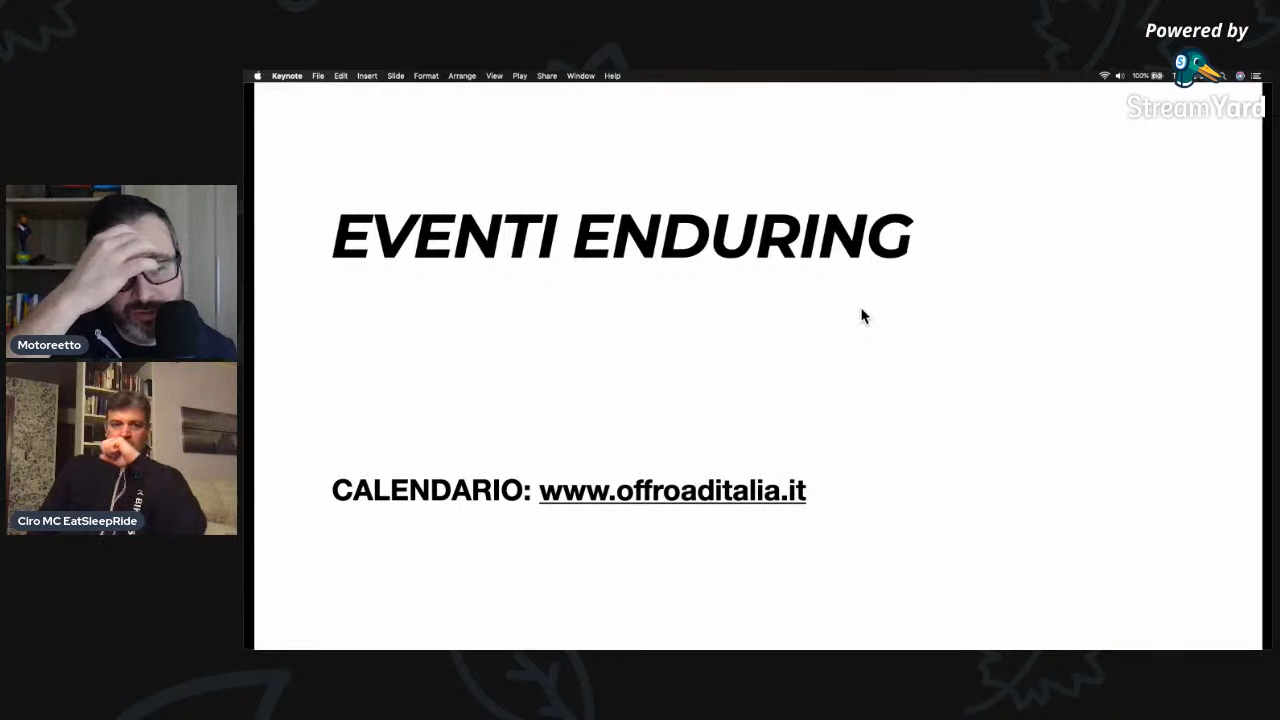 Powered by
StreamYard
Keynote File Edit Insert Slide Format Arrange View Play Share Window Help
100%
EVENTI ENDURING
CALENDARIO: www.offroaditalia.it
Motoreetto
Ciro MC EatSleepRide